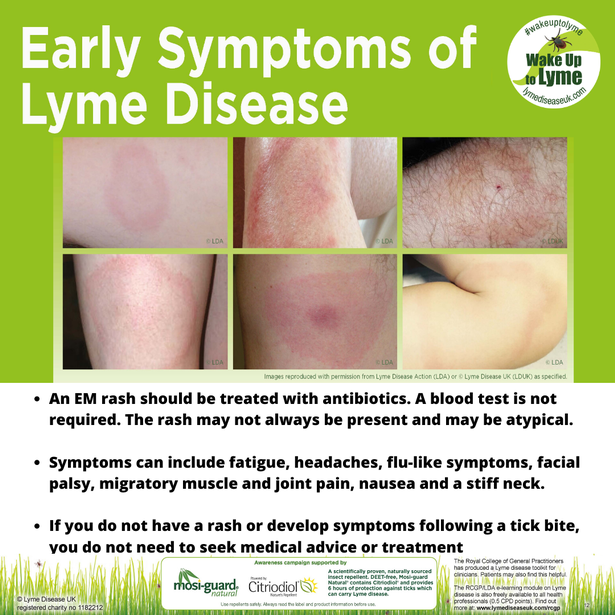 Early Symptoms of
Lyme Disease
#wakeuptolyme
Wake Up
to Lyme
lymediseaseuk.com
© LDA
© LDA
© LDUK
© LDA
© LDA
© LDA
Images reproduced with permission from Lyme Disease Action (LDA) or © Lyme Disease UK (LDUK) as specified.
• An EM rash should be treated with antibiotics. A blood test is not
required. The rash may not always be present and may be atypical.
• Symptoms can include fatigue, headaches, flu-like symptoms, facial
palsy, migratory muscle and joint pain, nausea and a stiff neck.
• If you do not have a rash or develop symptoms following a tick bite,
you do not need to seek medical advice or treatment
© Lyme Disease UK
registered charity no 1182212
Awareness campaign supported by
mosi-guard
natural
Powered by
Citriodiol
A scientifically proven, naturally sourced
insect repellent. DEET-free, Mosi-guard
Natural® contains Citriodiol® and provides
6 hours of protection against ticks which
can carry Lyme disease.
Use repellents safely. Always read the label and product information before use.
The Royal College of General Practitioners
has produced a Lyme disease toolkit for
clinicians. Patients may also find this helpful
The RCGP/LDA e-learning module on Lyme
disease is also freely available to all health
professionals (0.5 CPD points). Find out
more at: www.lymediseaseuk.com/rcgp